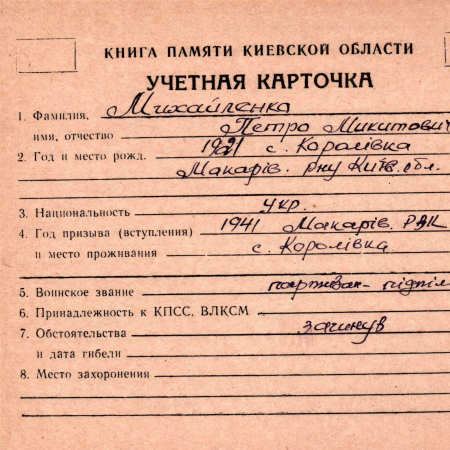 КНИГА ПАМЯТИ КИЕВСКОЙ ОБЛАСТИ
УЧЕТНАЯ КАРТОЧКА
1. Фамилия, Михайленко
имя, отчество Петро Микитович
2. Год и место рожд. 1921 с. Королівка
Макарів. р-ну Київ. обл.
3. Национальность укр.
4. Год призыва (вступления) 1941 Макарів. РВК
и место проживания с. Королівка
5. Воинское звание партизан-підпіл
6. Принадлежность к КПСС, ВЛКСМ
7. Обстоятельства загинув
и дата гибели
8. Место захоронения